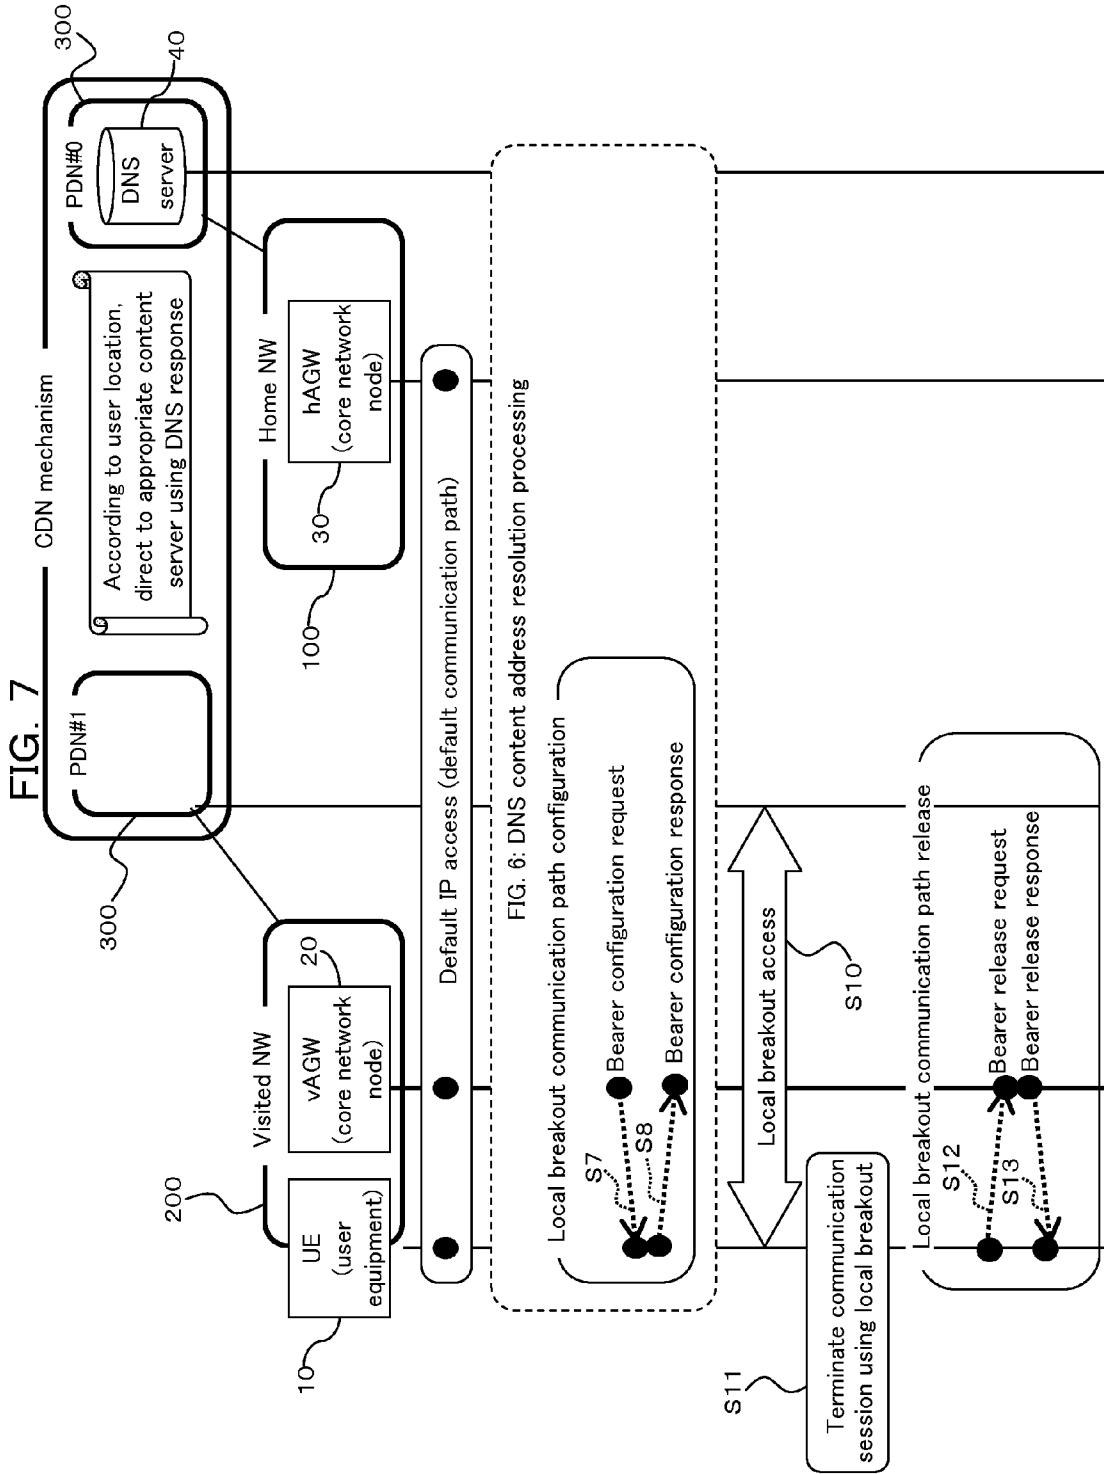 FIG. 7
CDN mechanism
PDN#1
300
According to user location,
direct to appropriate content
server using DNS response
PDN#0
300
DNS
server
40
Visited NW
200
UE
(user
equipment)
10
vAGW
(core network
node)
20
Home NW
100
hAGW
(core network
node)
30
Default IP access (default communication path)
FIG. 6: DNS content address resolution processing
Local breakout communication path configuration
S7
Bearer configuration request
S8
Bearer configuration response
Local breakout access
S10
S11
Terminate communication
session using local breakout
Local breakout communication path release
S12
Bearer release request
S13
Bearer release response